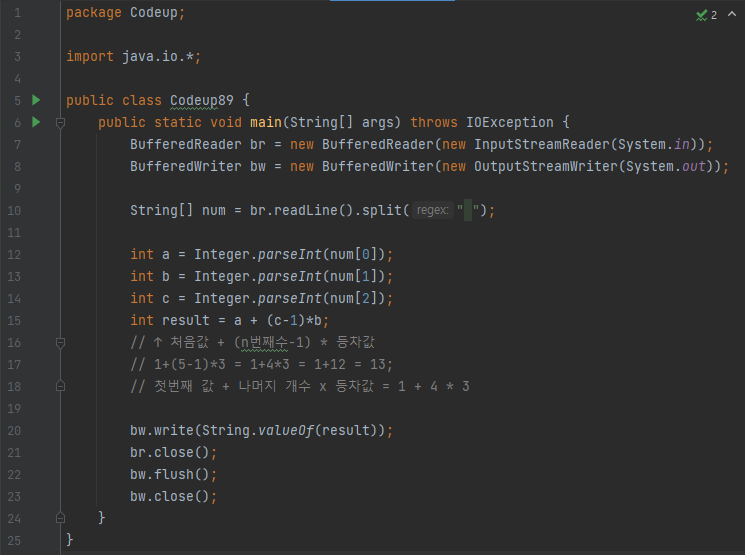 2
1 package Codeup;
2
3 import java.io.*;
4
5 public class Codeup89 {
6 public static void main(String[] args) throws IOException {
7 BufferedReader br = new BufferedReader(new InputStreamReader(System.in));
8 BufferedWriter bw = new BufferedWriter(new OutputStreamWriter(System.out));
9
10 String[] num = br.readLine().split( regex: " ");
11
12 int a = Integer.parseInt(num[0]);
13 int b = Integer.parseInt(num[1]);
14 int c = Integer.parseInt(num[2]);
15 int result = a + (c-1)*b;
16 // ↑ 처음값 + (n번째수-1) * 등차값
17 // 1+(5-1)*3 = 1+4*3 = 1+12 = 13;
18 // 첫번째 값 + 나머지 개수 x 등차값 = 1 + 4 * 3
19
20 bw.write(String.valueOf(result));
21 br.close();
22 bw.flush();
23 bw.close();
24 }
25 }